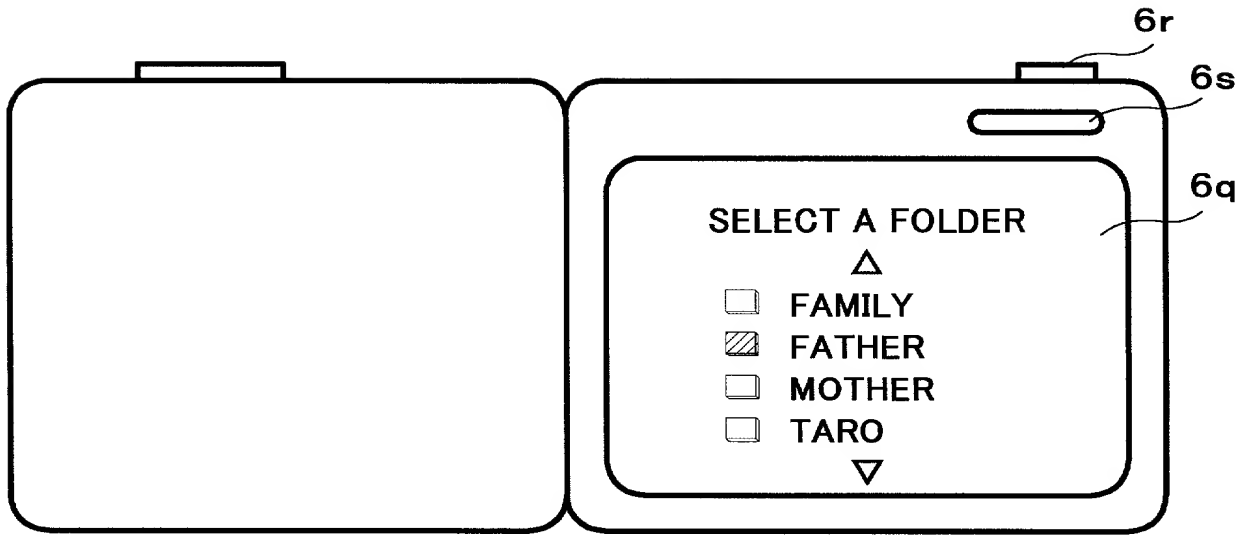 6r
6s
6q
SELECT A FOLDER
FAMILY
FATHER
MOTHER
TARO